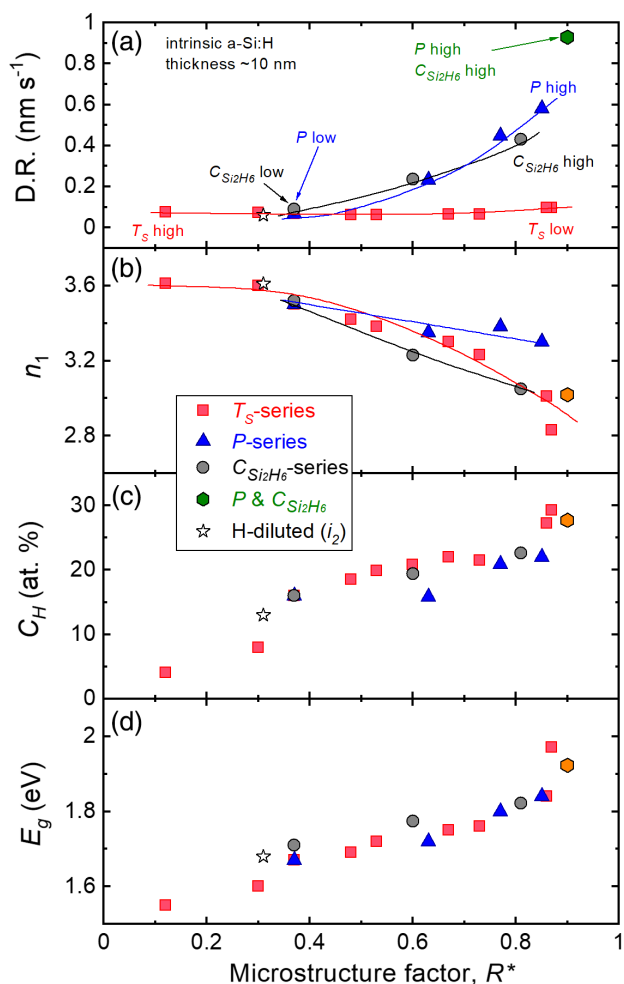 (a)
intrinsic a-Si:H
thickness ~10 nm
P high
C_Si2H6 high
P high
P low
C_Si2H6 low
C_Si2H6 high
T_S high
T_S low
D.R. (nm s⁻¹)
1
0.8
0.6
0.4
0.2
0
(b)
n₁
3.6
3.2
2.8
T_S-series
P-series
C_Si2H6-series
P & C_Si2H6
H-diluted (i₂)
(c)
C_H (at. %)
30
20
10
0
(d)
E_g (eV)
2
1.8
1.6
0
0.2
0.4
0.6
0.8
1
Microstructure factor, R*